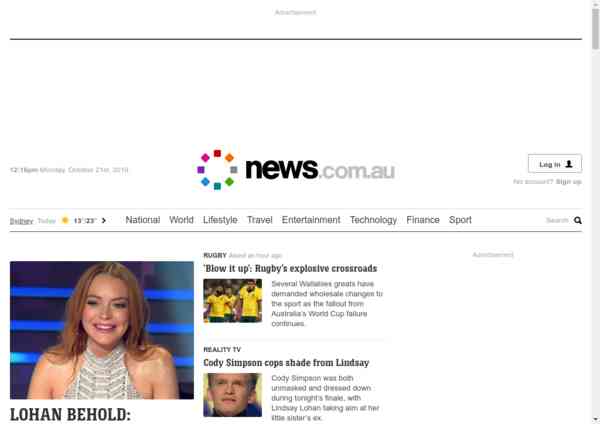 Advertisement
12:16pm Monday, October 21st, 2019
news.com.au
Log in
No account? Sign up
Sydney Today 13°/23° National World Lifestyle Travel Entertainment Technology Finance Sport Search
RUGBY About an hour ago
Advertisement
'Blow it up': Rugby's explosive crossroads
Several Wallabies greats have
demanded wholesale changes to
the sport as the fallout from
Australia's World Cup failure
continues.
REALITY TV
Cody Simpson cops shade from Lindsay
Cody Simpson was both
unmasked and dressed down
during tonight's finale, with
Lindsay Lohan taking aim at her
little sister's ex.
LOHAN BEHOLD: